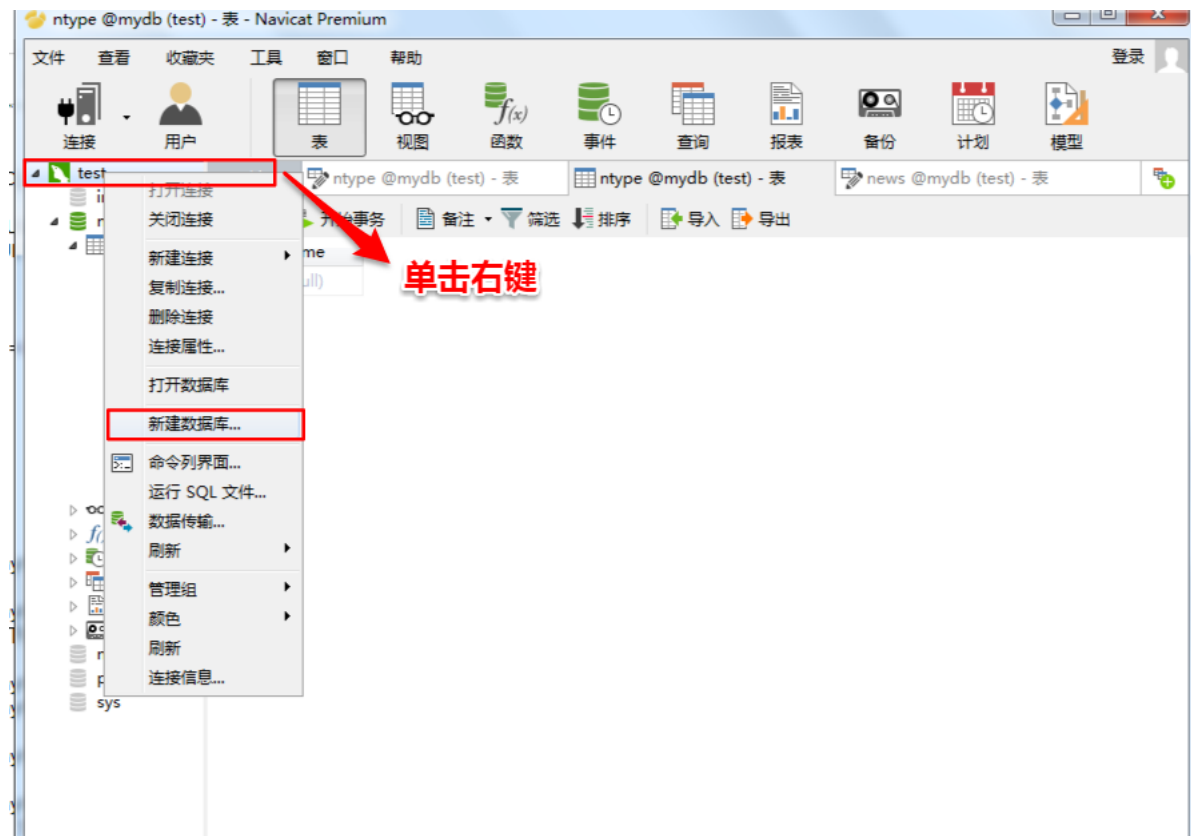 ntype @mydb (test) - 表 - Navicat Premium
文件 查看 收藏夹 工具 窗口 帮助 登录
连接 用户 表 视图 函数 事件 查询 报表 备份 计划 模型
test
ntype @mydb (test) - 表 ntype @mydb (test) - 表 news @mydb (test) - 表
开始事务 备注 筛选 排序 导入 导出
打开连接
关闭连接
新建连接
复制连接...
删除连接
连接属性...
打开数据库
新建数据库...
命令列界面...
运行 SQL 文件...
数据传输...
刷新
管理组
颜色
刷新
连接信息...
sys
单击右键